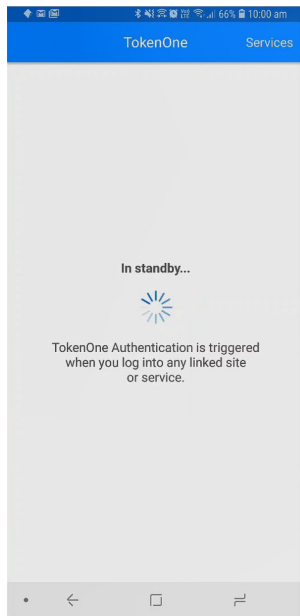 66% 10:00 am
TokenOne Services
In standby...
TokenOne Authentication is triggered
when you log into any linked site
or service.